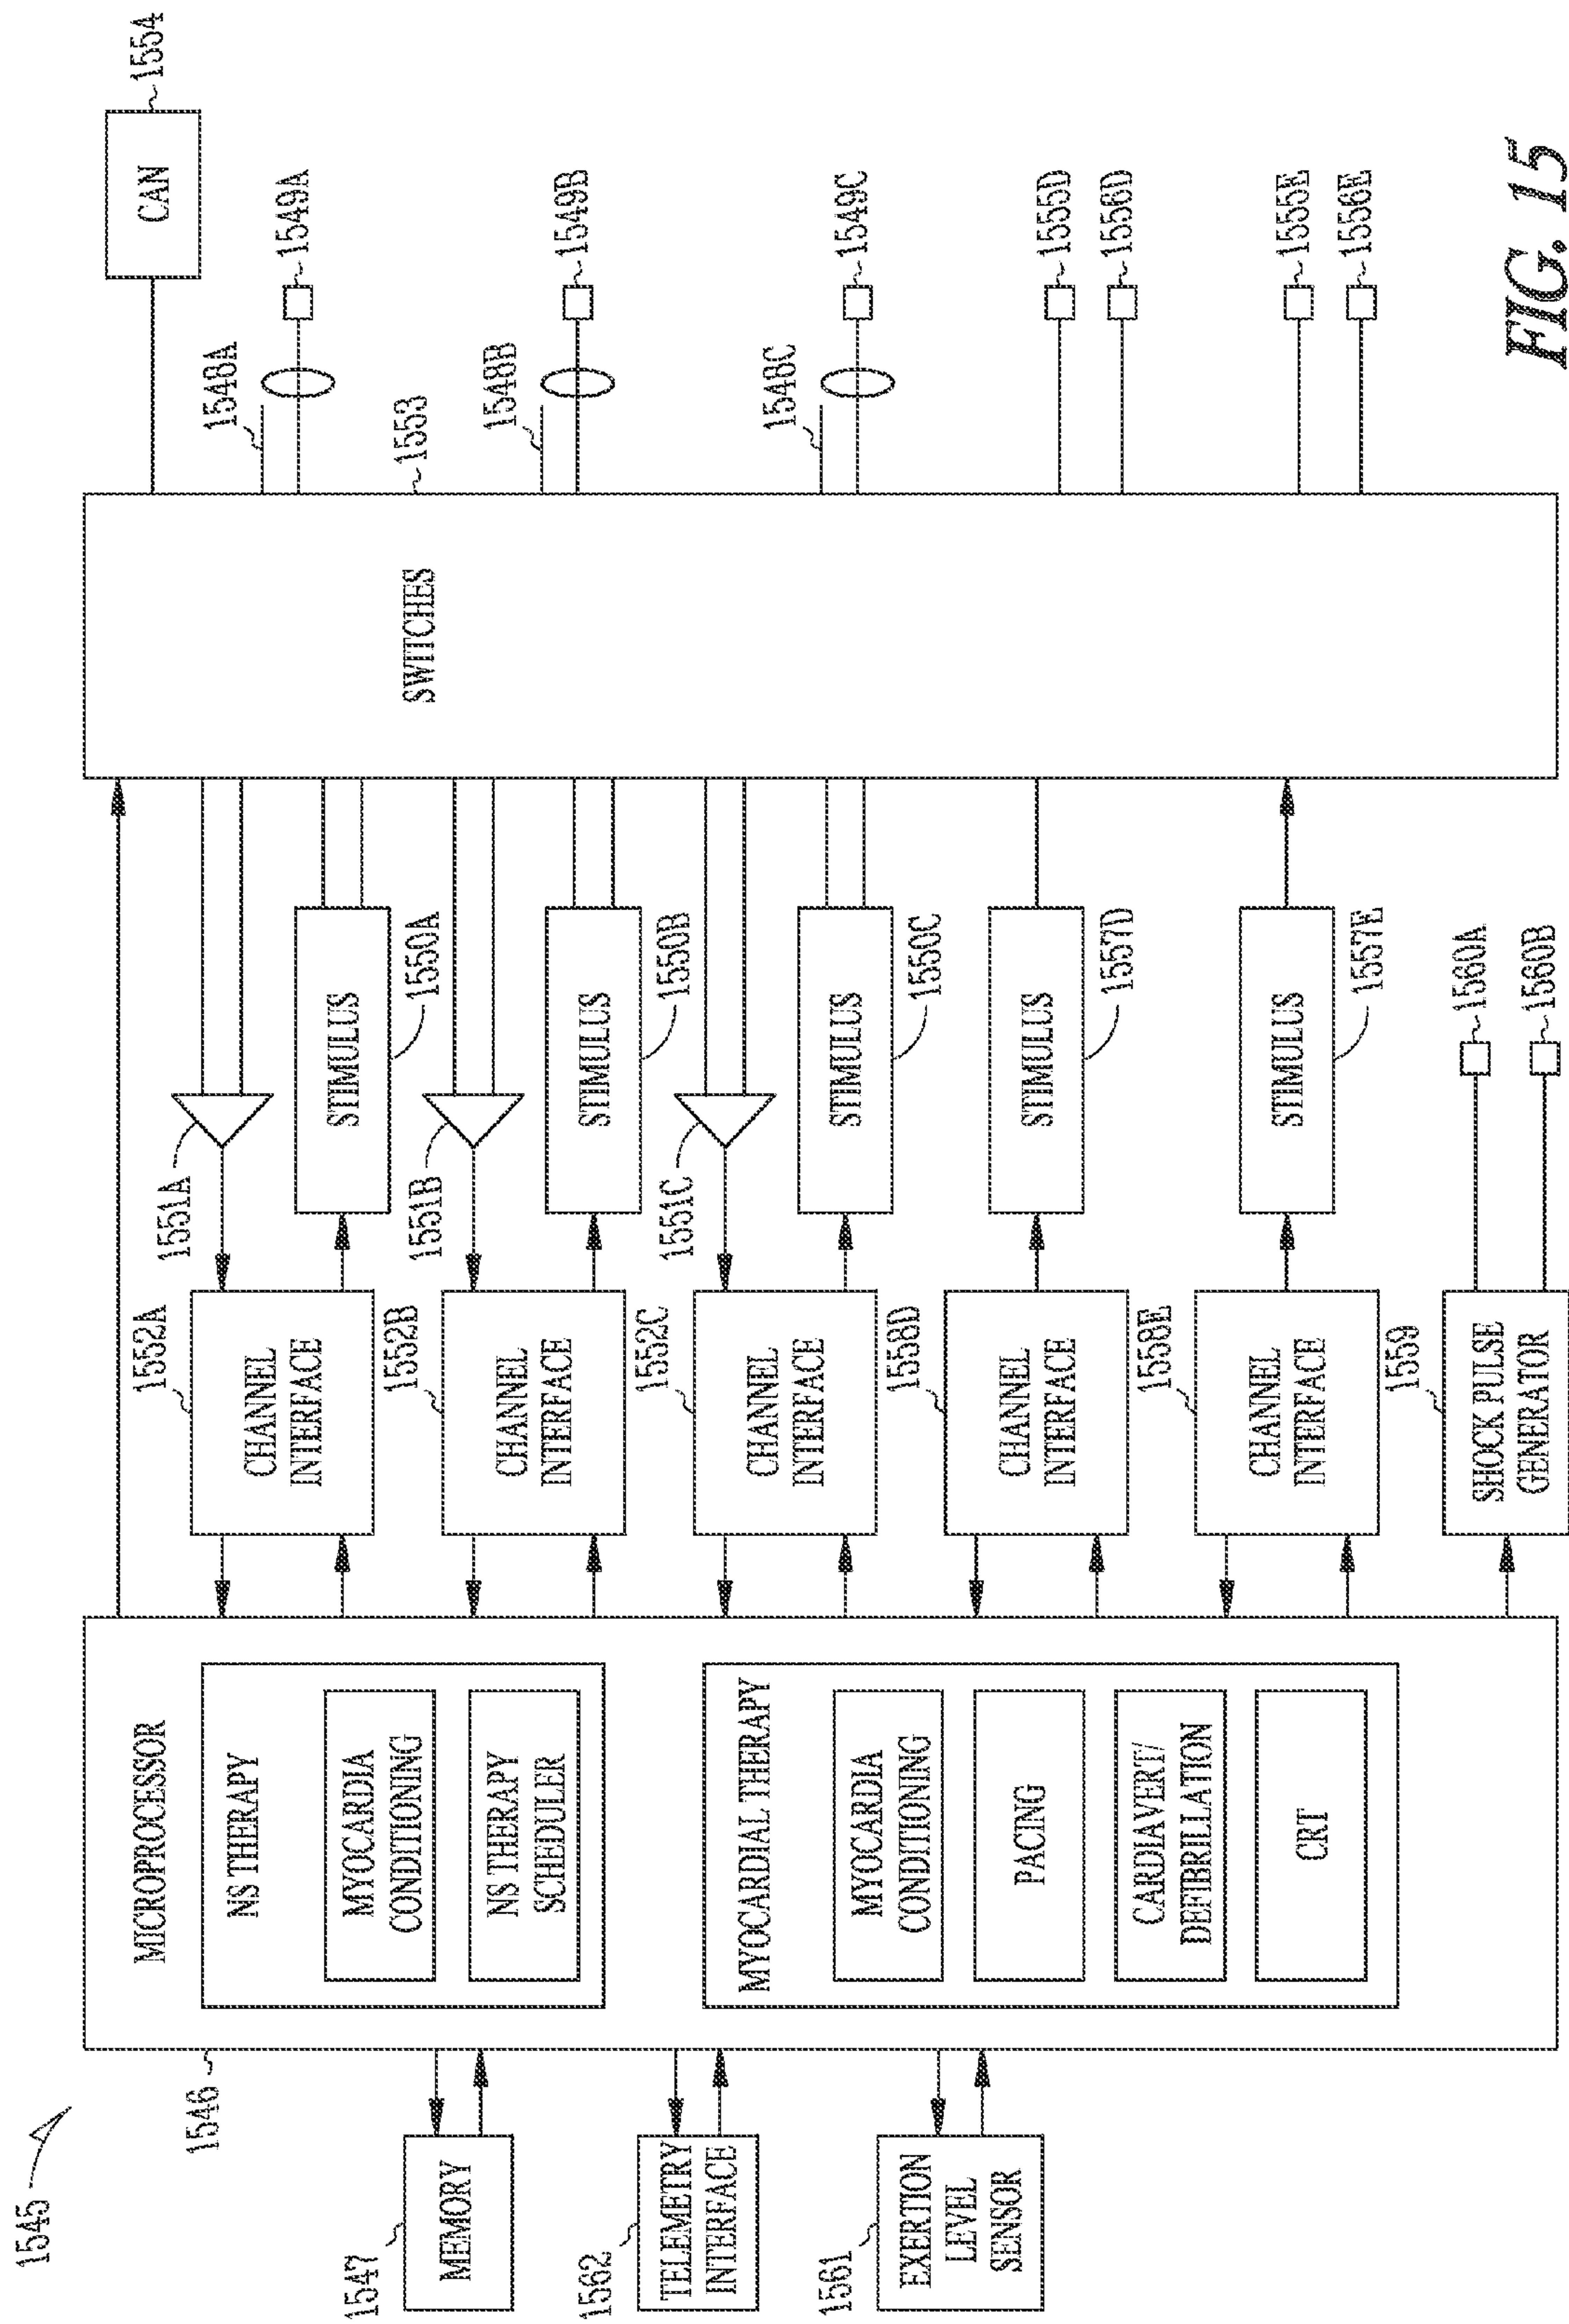 1545
1546
1547
MEMORY
1562
TELEMETRY
INTERFACE
1561
EXERTION
LEVEL
SENSOR
MICROPROCESSOR
NS THERAPY
MYOCARDIA
CONDITIONING
NS THERAPY
SCHEDULER
MYOCARDIAL THERAPY
MYOCARDIA
CONDITIONING
PACING
CARDIAVERT/
DEFIBRILLATION
CRT
1552A
CHANNEL
INTERFACE
1551A
STIMULUS
1550A
1552B
CHANNEL
INTERFACE
1551B
STIMULUS
1550B
1552C
CHANNEL
INTERFACE
1551C
STIMULUS
1550C
1558D
CHANNEL
INTERFACE
STIMULUS
1557D
1558E
CHANNEL
INTERFACE
STIMULUS
1557E
1559
SHOCK PULSE
GENERATOR
1560A
1560B
SWITCHES
1553
CAN
1554
1548A
1549A
1548B
1549B
1548C
1549C
1555D
1556D
1555E
1556E
FIG. 15